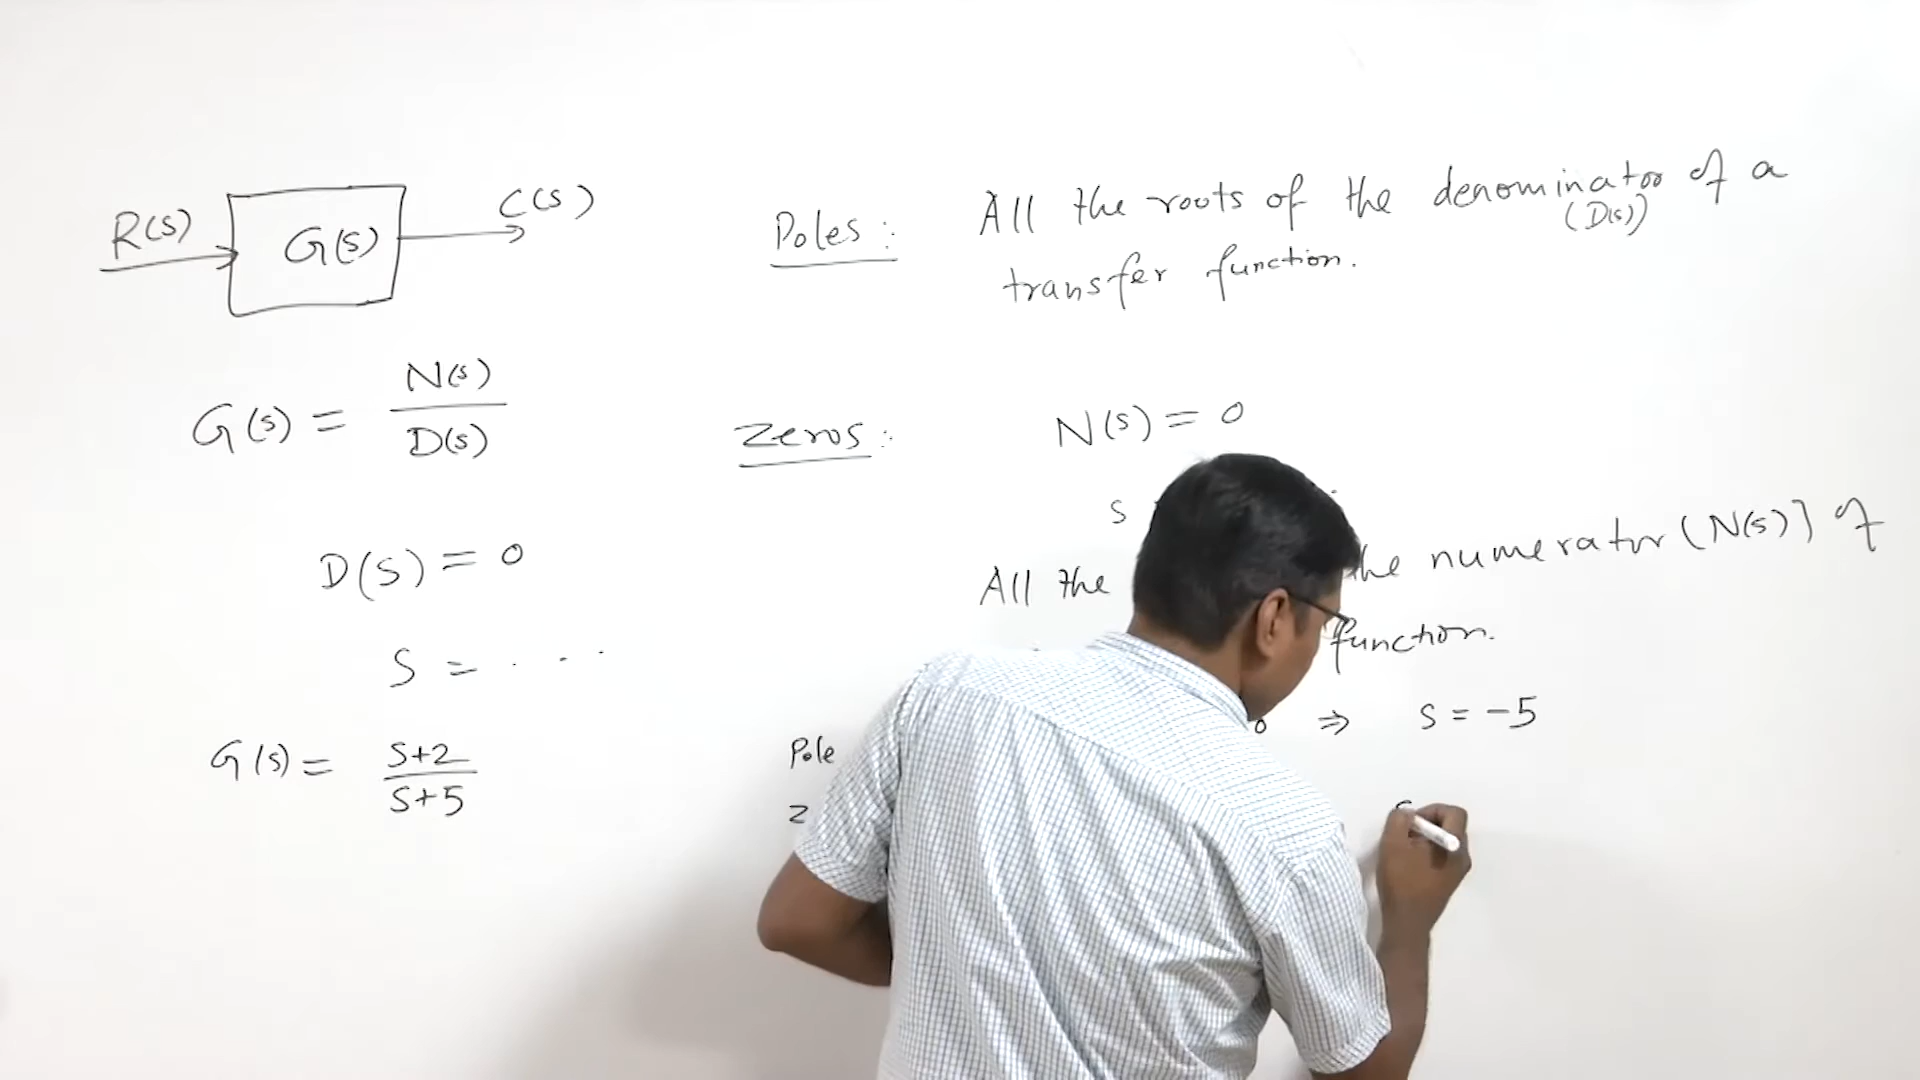 R(s) G(s) C(s)
G(s) = N(s) / D(s)
D(s) = 0
S = . . .
G(s) = S+2 / S+5
Poles : All the roots of the denominator of a
(D(s))
transfer function.
Zeros : N(s) = 0
S
All the the numerator (N(s)) of
function.
Pole 0 ⇒ S = -5
Z S